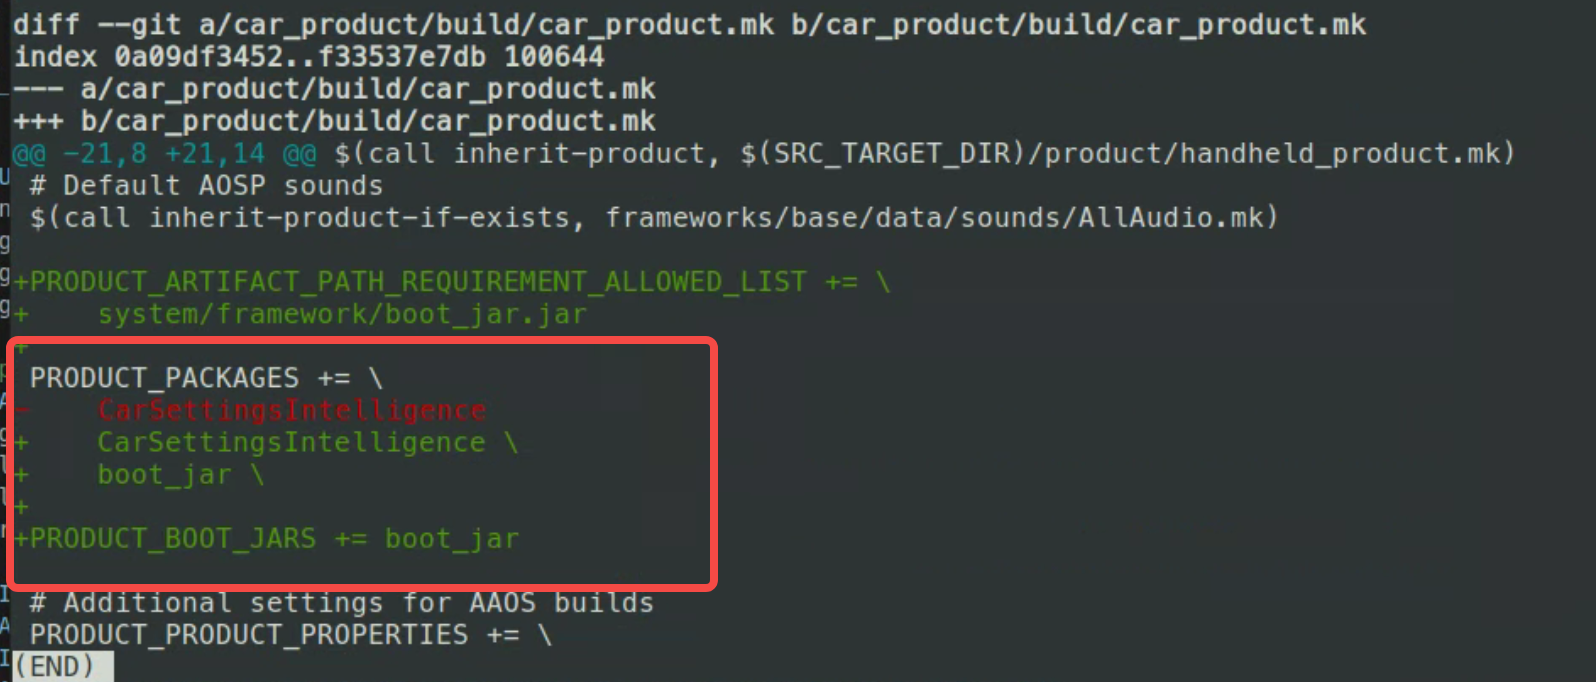 diff --git a/car_product/build/car_product.mk b/car_product/build/car_product.mk
index 0a09df3452..f33537e7db 100644
--- a/car_product/build/car_product.mk
+++ b/car_product/build/car_product.mk
@@ -21,8 +21,14 @@ $(call inherit-product, $(SRC_TARGET_DIR)/product/handheld_product.mk)
 # Default AOSP sounds
 $(call inherit-product-if-exists, frameworks/base/data/sounds/AllAudio.mk)

+PRODUCT_ARTIFACT_PATH_REQUIREMENT_ALLOWED_LIST += \
+    system/framework/boot_jar.jar
+
 PRODUCT_PACKAGES += \
-    CarSettingsIntelligence
+    CarSettingsIntelligence \
+    boot_jar \
+
+PRODUCT_BOOT_JARS += boot_jar

 # Additional settings for AAOS builds
 PRODUCT_PRODUCT_PROPERTIES += \
(END)